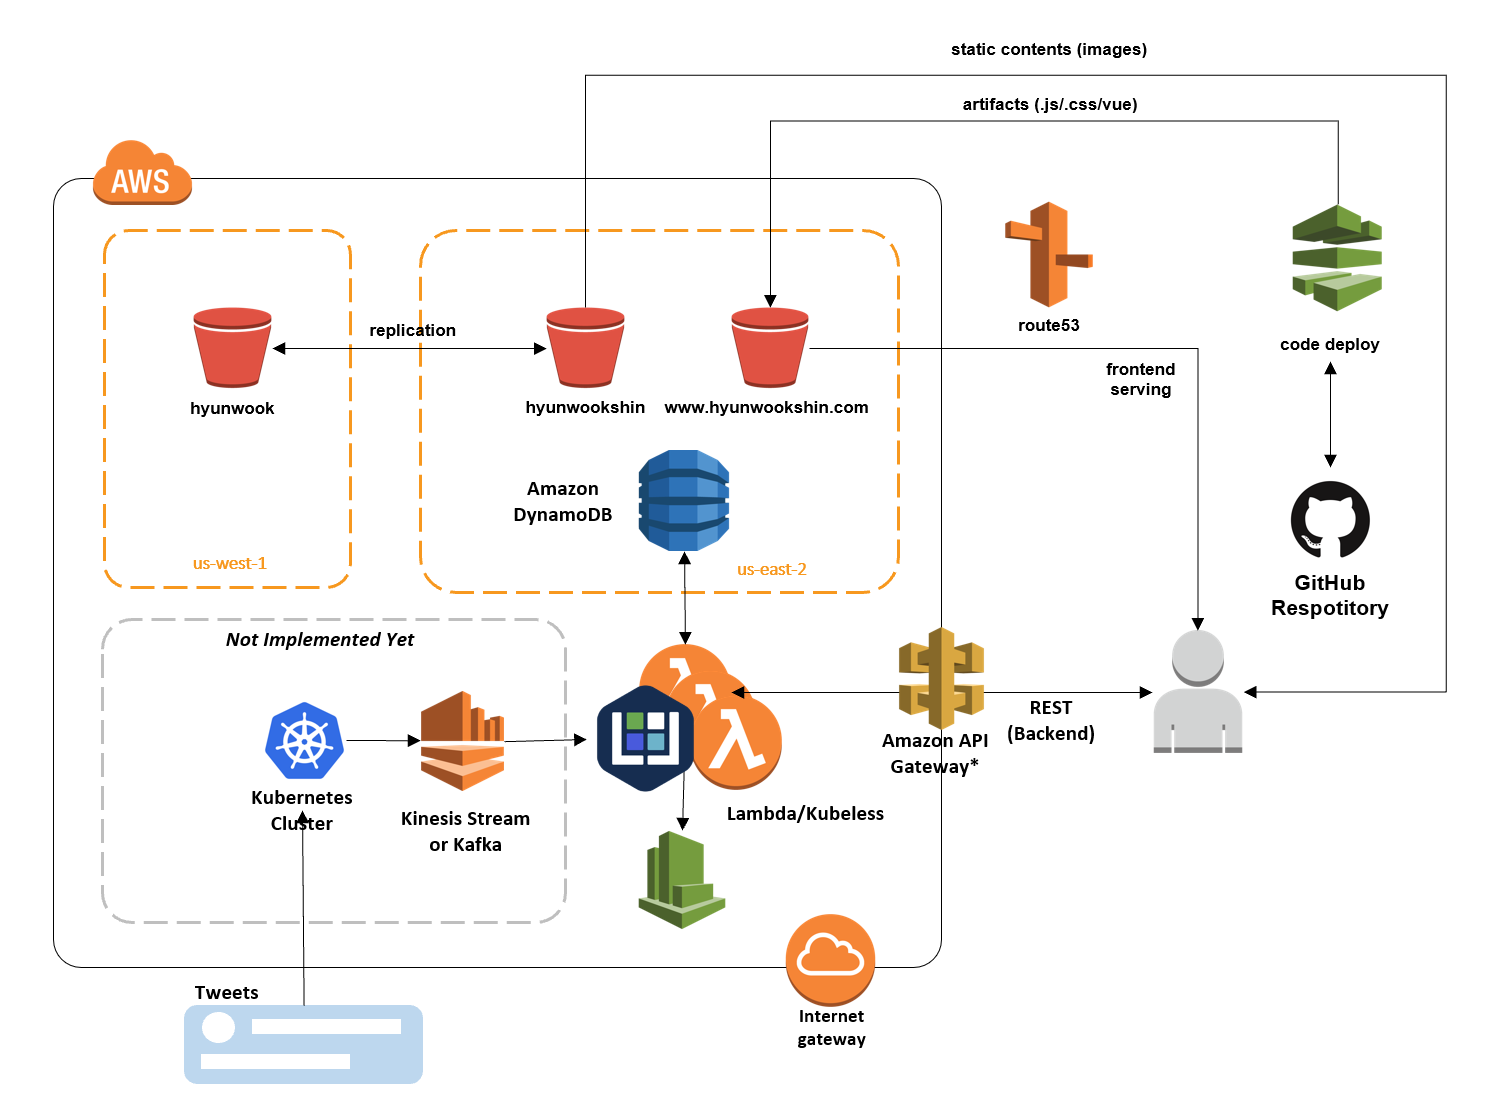 static contents (images)
artifacts (.js/.css/vue)
AWS
replication
route53
code deploy
frontend
serving
hyunwook
hyunwookshin
www.hyunwookshin.com
Amazon
DynamoDB
us-west-1
us-east-2
GitHub
Respotitory
Not Implemented Yet
REST
(Backend)
Amazon API
Gateway*
Kubernetes
Cluster
Kinesis Stream
or Kafka
Lambda/Kubeless
Tweets
Internet
gateway